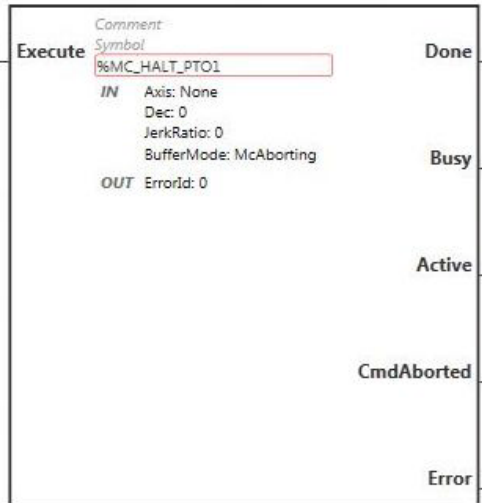 Comment
Execute
Symbol
Done
%MC_HALT_PTO1
IN Axis: None
Dec: 0
JerkRatio: 0
BufferMode: McAborting
Busy
OUT ErrorId: 0
Active
CmdAborted
Error